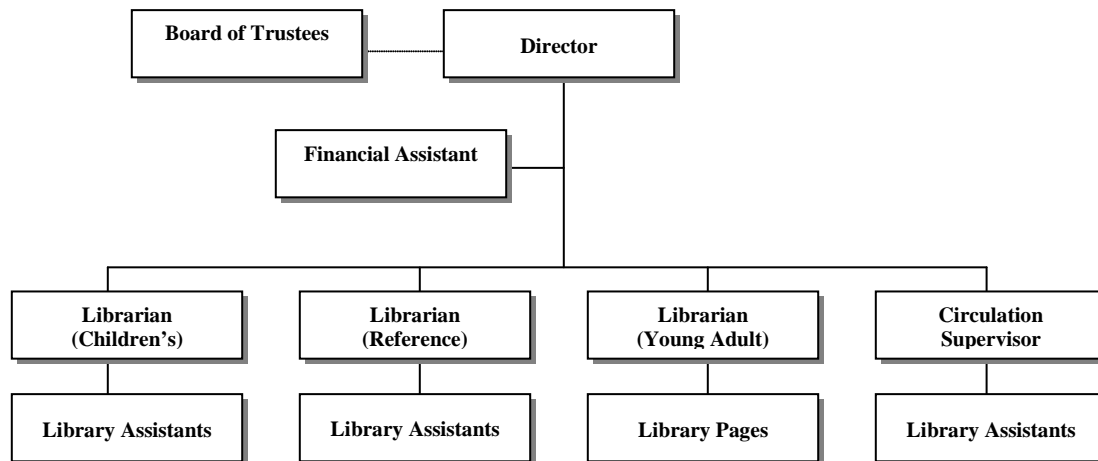 Board of Trustees
Director
Financial Assistant
Librarian
(Children’s)
Librarian
(Reference)
Librarian
(Young Adult)
Circulation
Supervisor
Library Assistants
Library Assistants
Library Pages
Library Assistants